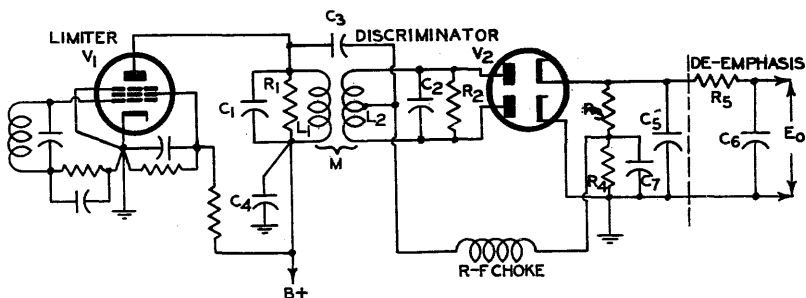 C3
LIMITER
V1
DISCRIMINATOR
V2
DE-EMPHASIS
R1
C1
L1
L2
M
C2
R2
R3
R4
C5
C7
R5
C6
E0
C4
R-F CHOKE
B+